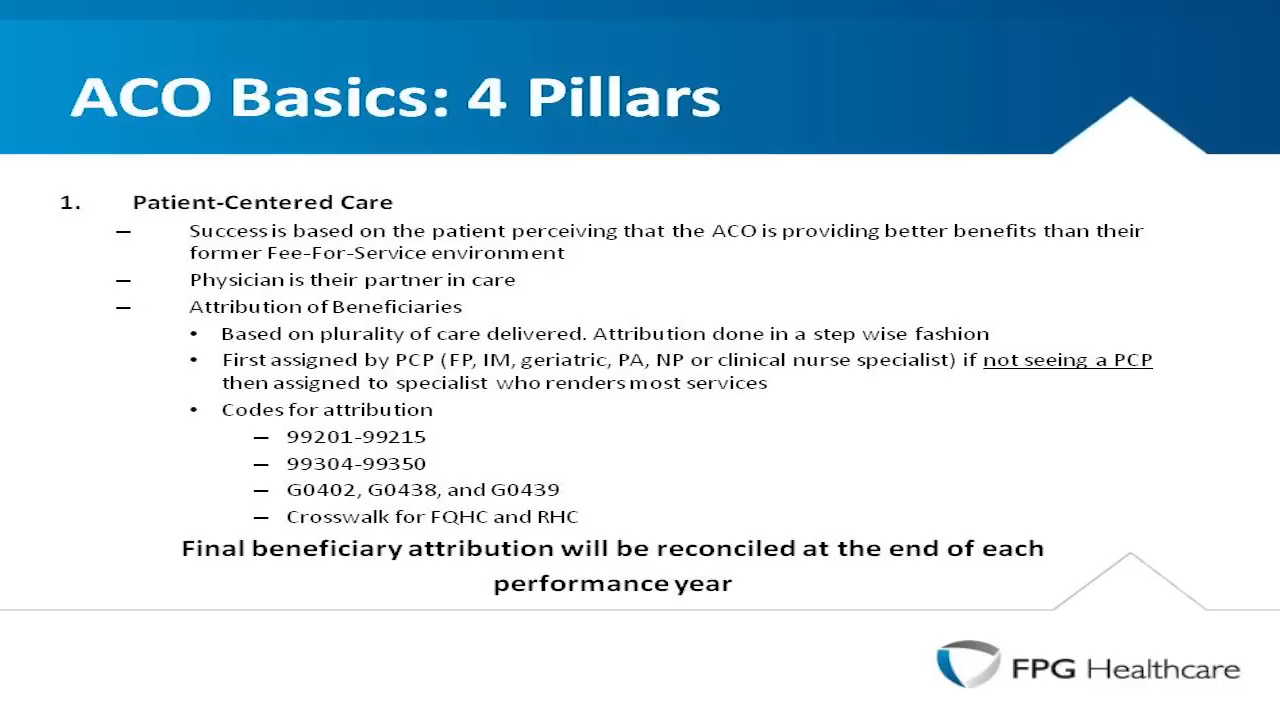 ACO Basics: 4 Pillars
1. Patient-Centered Care
– Success is based on the patient perceiving that the ACO is providing better benefits than their
former Fee-For-Service environment
– Physician is their partner in care
– Attribution of Beneficiaries
• Based on plurality of care delivered. Attribution done in a step wise fashion
• First assigned by PCP (FP, IM, geriatric, PA, NP or clinical nurse specialist) if not seeing a PCP
then assigned to specialist who renders most services
• Codes for attribution
– 99201-99215
– 99304-99350
– G0402, G0438, and G0439
– Crosswalk for FQHC and RHC
Final beneficiary attribution will be reconciled at the end of each
performance year
FPG Healthcare